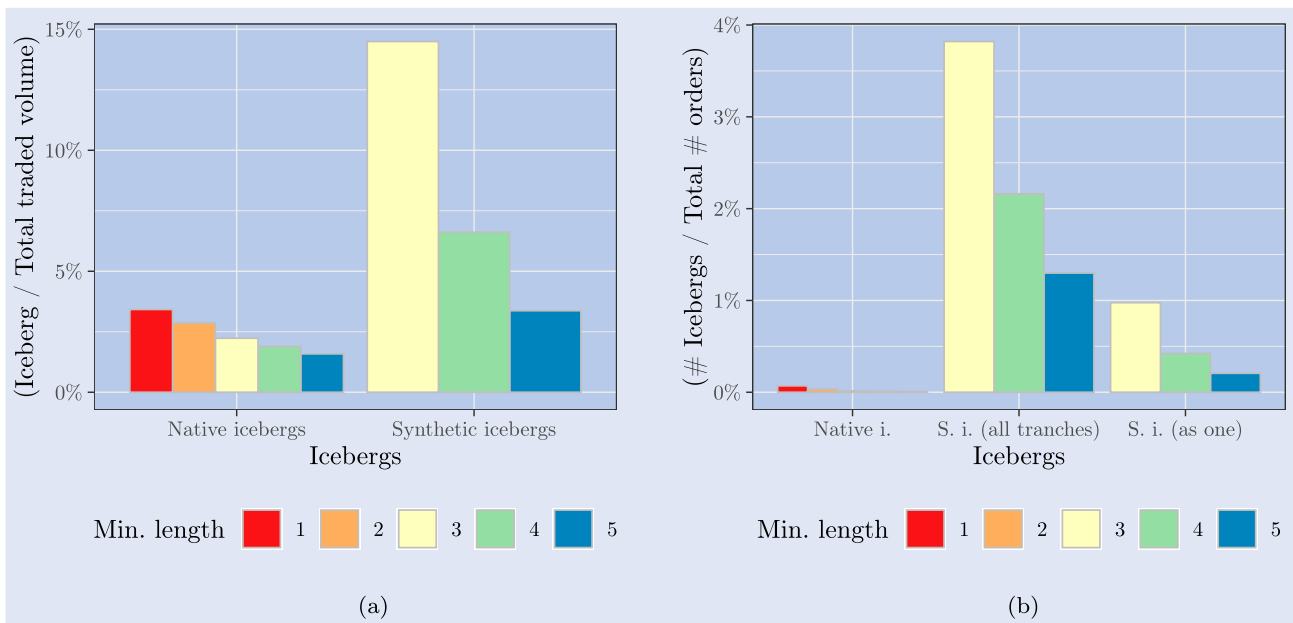 (Iceberg / Total traded volume)
15%
10%
5%
0%
Native icebergs
Synthetic icebergs
Icebergs
Min. length 1 2 3 4 5
(a)
(# Icebergs / Total # orders)
4%
3%
2%
1%
0%
Native i.
S. i. (all tranches)
S. i. (as one)
Icebergs
Min. length 1 2 3 4 5
(b)